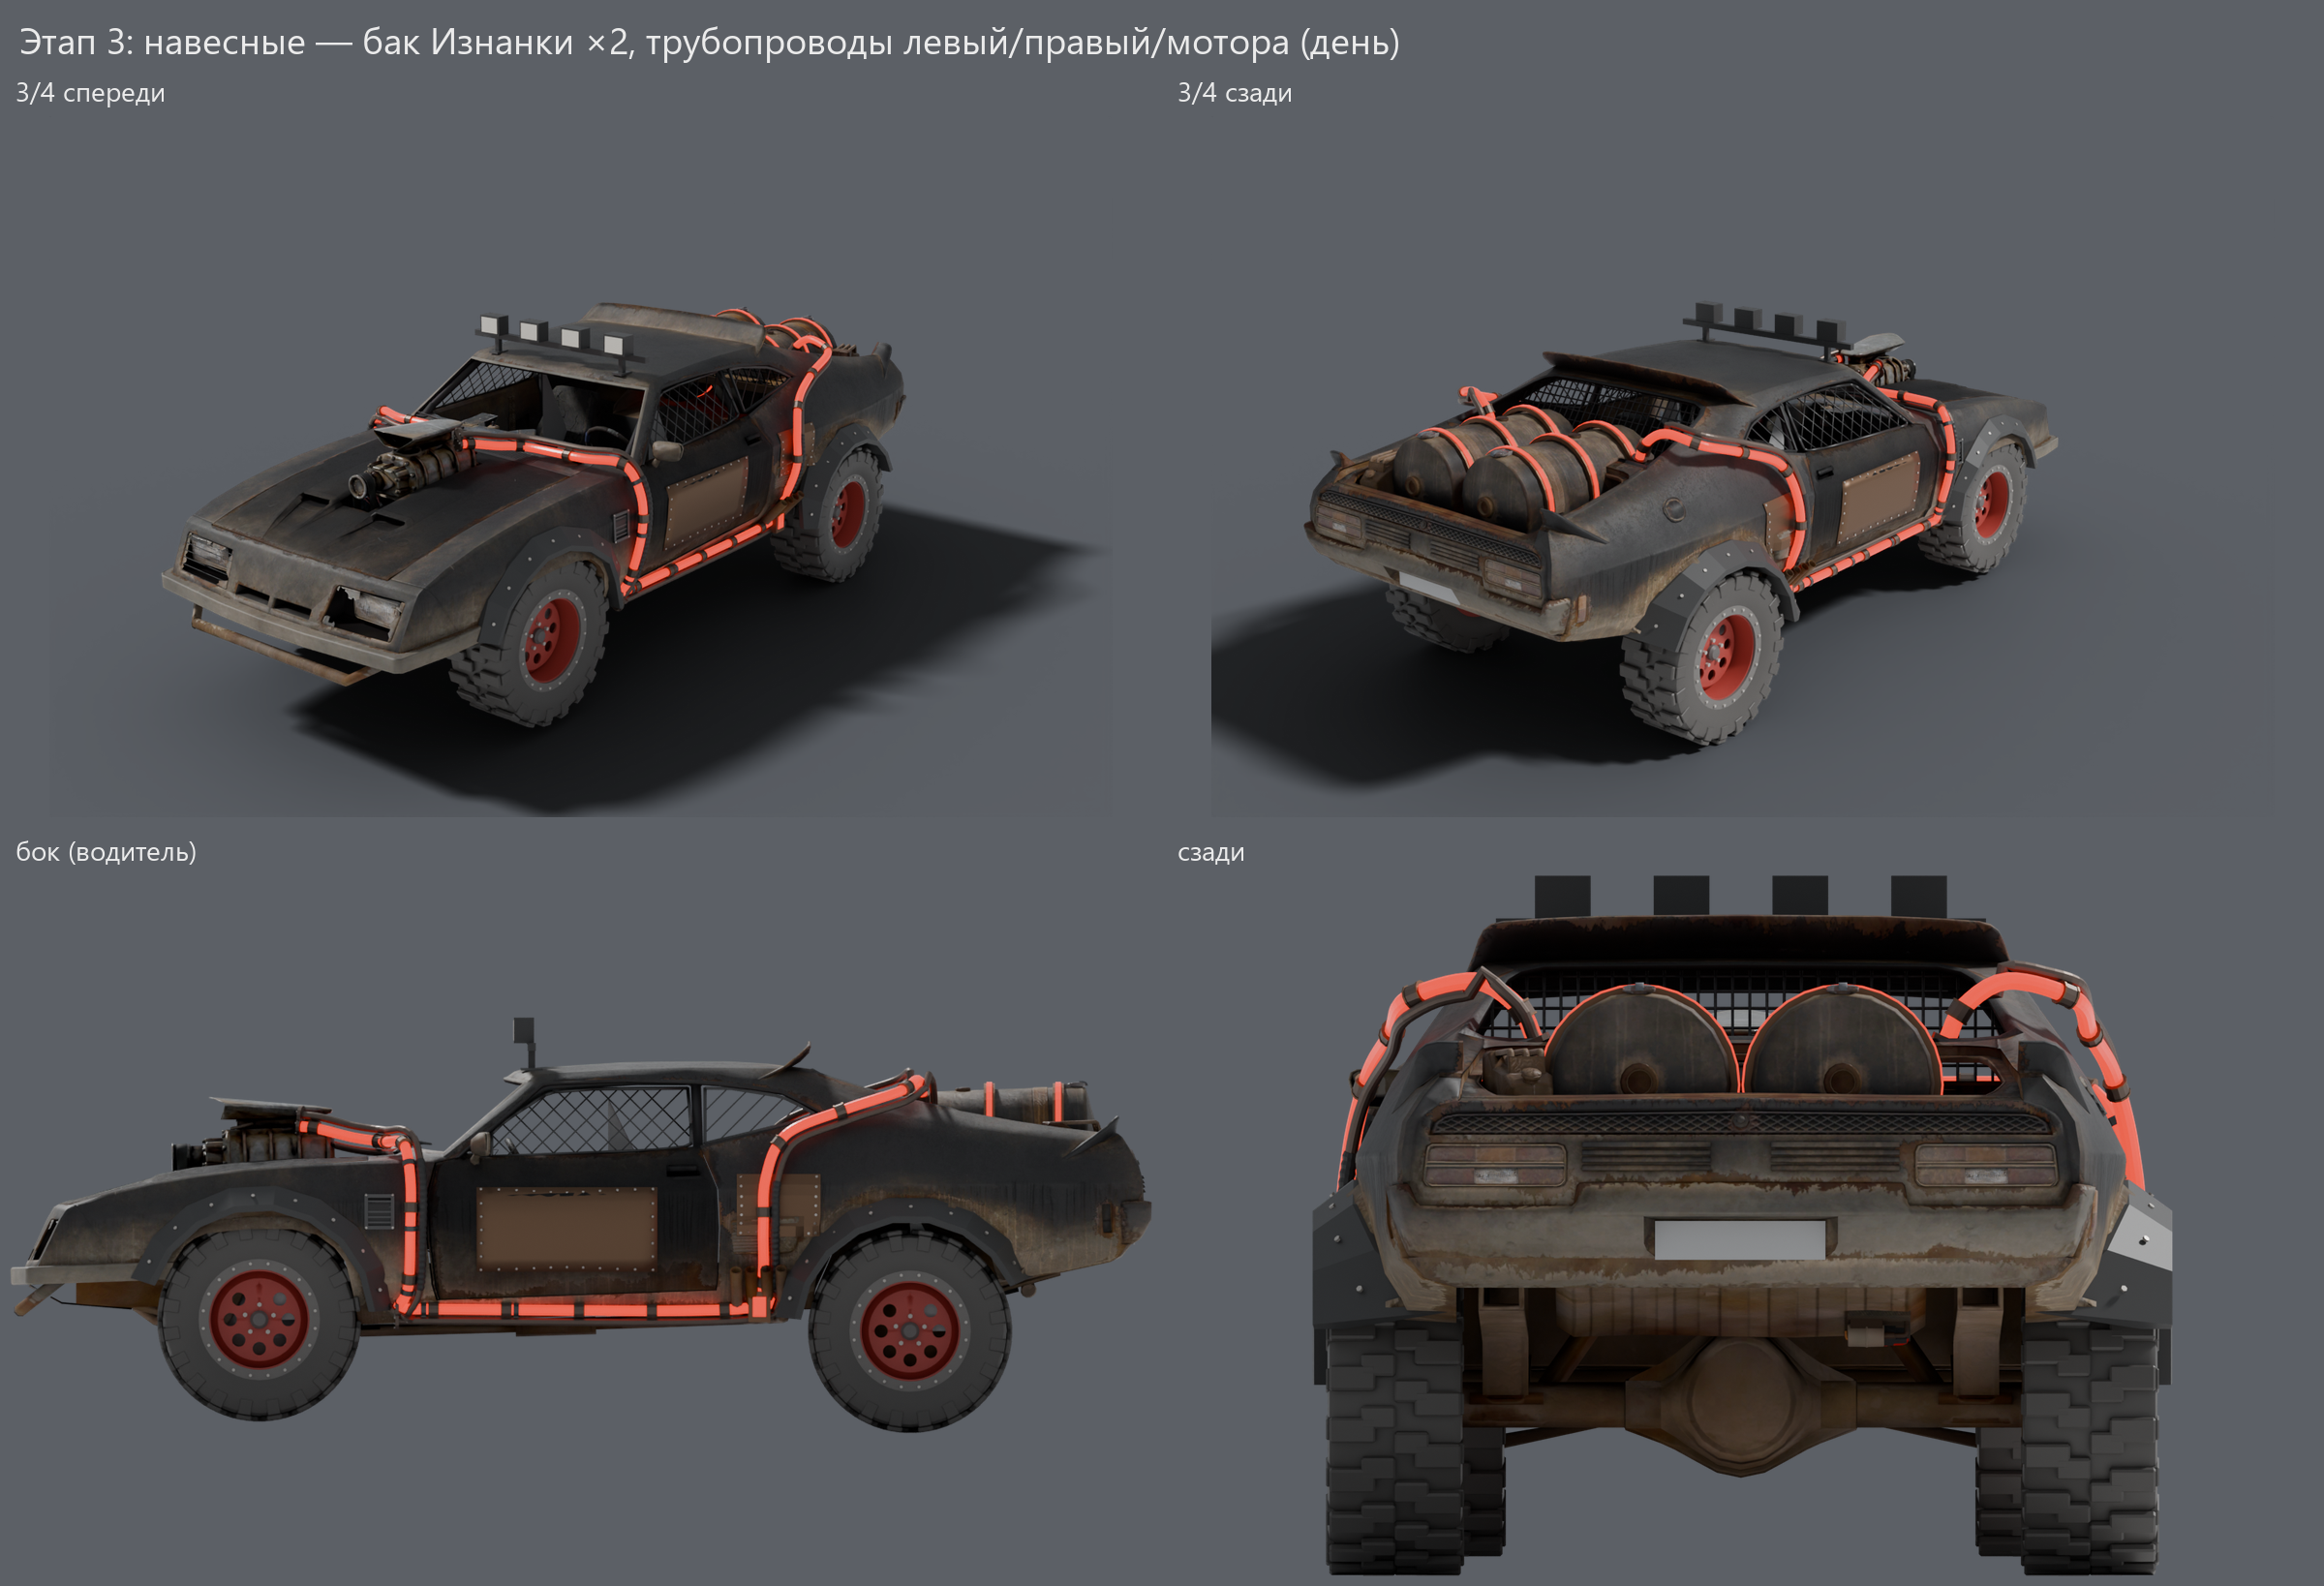 Этап 3: навесные — бак Изнанки ×2, трубопроводы левый/правый/мотора (день)
3/4 спереди
3/4 сзади
бок (водитель)
сзади